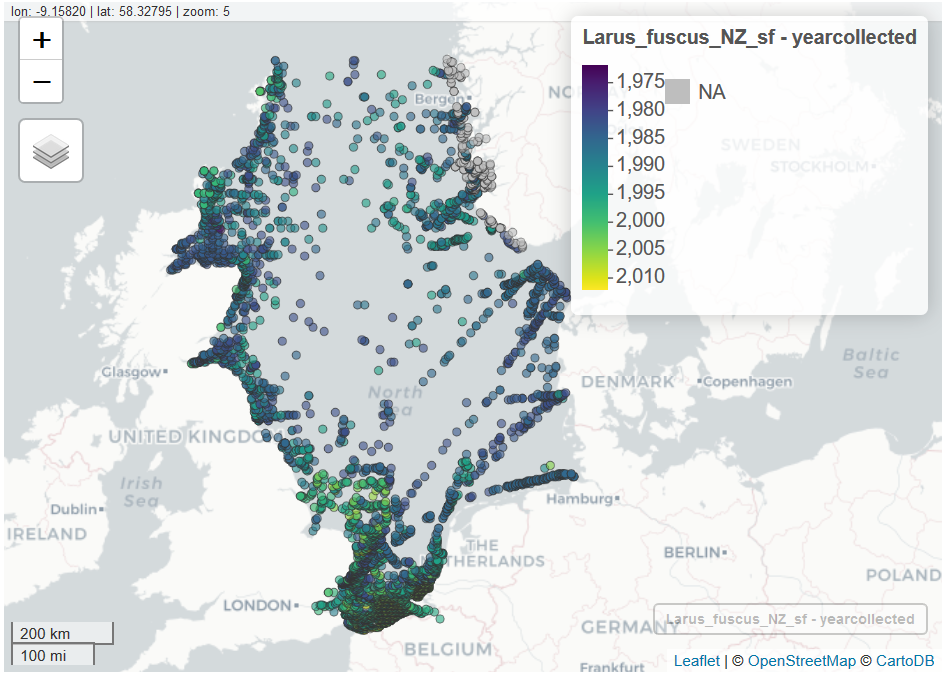 lon: -9.15820 | lat: 58.32795 | zoom: 5
+
−
Larus_fuscus_NZ_sf - yearcollected
1,975
NA
1,980
1,985
1,990
1,995
2,000
2,005
2,010
Bergen
NO
SWEDEN
STOCKHOLM
Glasgow
North
Sea
DENMARK
Copenhagen
Baltic
Sea
UNITED KINGDO
Irish
Sea
Dublin
IRELAND
Hamburg
THE
THERLANDS
BERLIN
POLAND
LONDON
GERMANY
Larus_fuscus_NZ_sf - yearcollected
BELGIUM
200 km
100 mi
Frankfurt
Leaflet | © OpenStreetMap © CartoDB